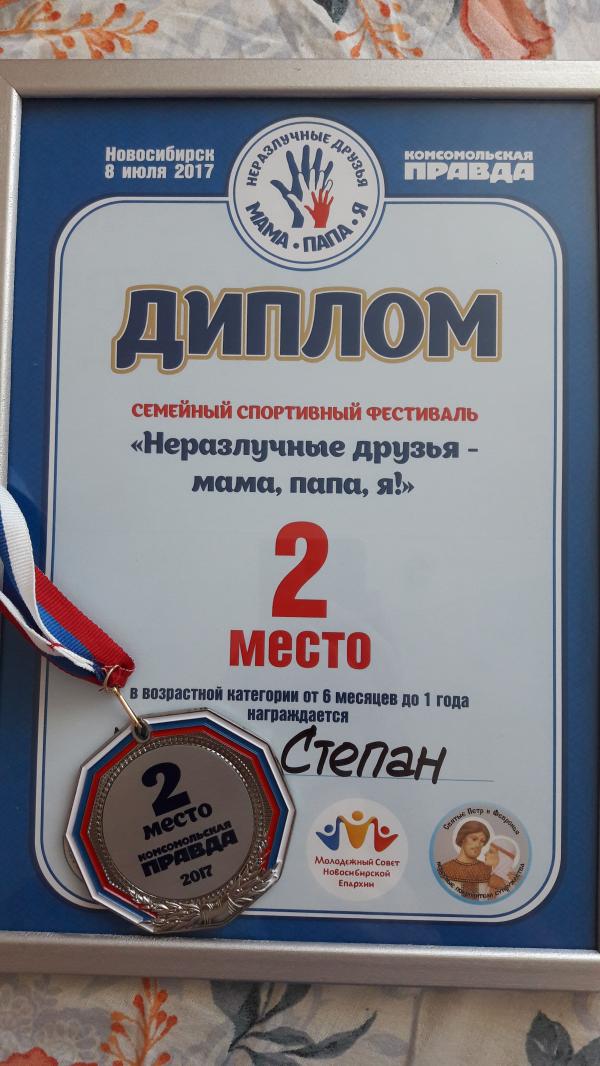 Новосибирск
8 июля 2017
НЕРАЗЛУЧНЫЕ ДРУЗЬЯ
МАМА • ПАПА • Я
КОМСОМОЛЬСКАЯ
ПРАВДА
ДИПЛОМ
СЕМЕЙНЫЙ СПОРТИВНЫЙ ФЕСТИВАЛЬ
«Неразлучные друзья -
мама, папа, я!»
2
место
в возрастной категории от 6 месяцев до 1 года
награждается
Степан
2
место
КОМСОМОЛЬСКАЯ
ПРАВДА
2017
Молодежный Совет
Новосибирской
Епархии
Святые Петр и Феврония